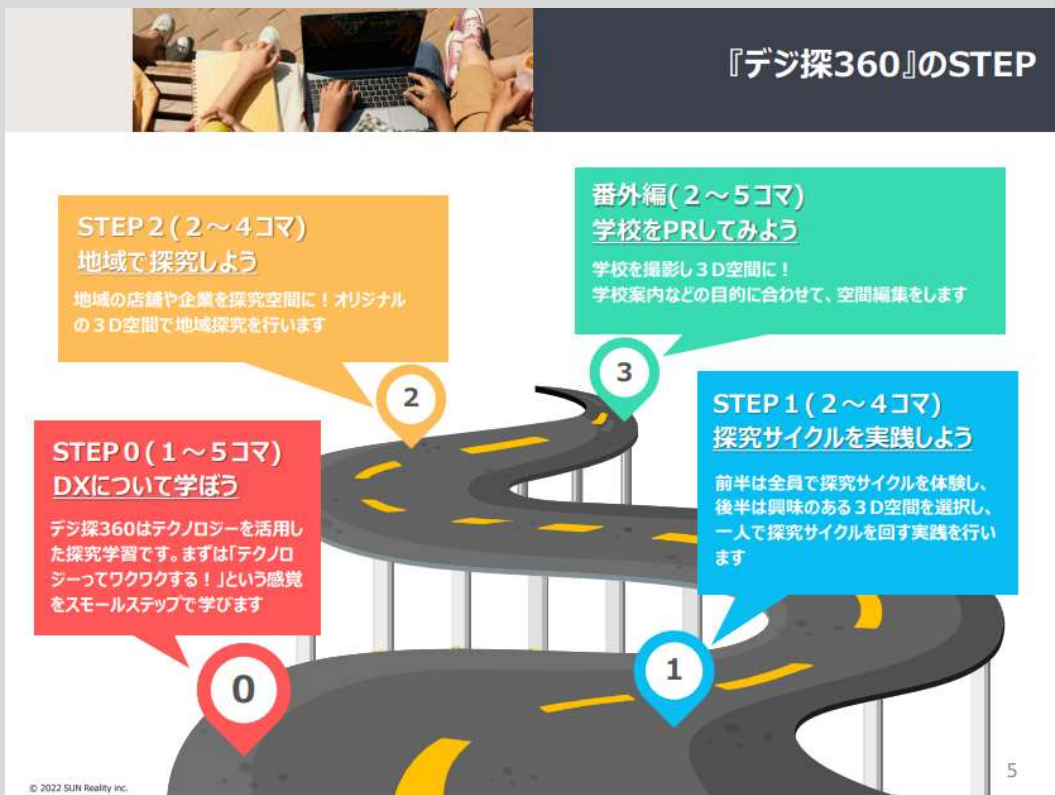 『デジ探360』のSTEP
STEP２(２～４コマ)
地域で探究しよう
地域の店舗や企業を探究空間に！オリジナル
の３D空間で地域探究を行います
番外編(２～５コマ)
学校をPRしてみよう
学校を撮影し３D空間に！
学校案内などの目的に合わせて、空間編集をします
2
3
STEP０(１～５コマ)
DXについて学ぼう
デジ探360はテクノロジーを活用し
た探究学習です。まずは「テクノロ
ジーってワクワクする！」という感覚
をスモールステップで学びます
STEP１(２～４コマ)
探究サイクルを実践しよう
前半は全員で探究サイクルを体験し、
後半は興味のある３D空間を選択し、
一人で探究サイクルを回す実践を行い
ます
0
1
© 2022 SUN Reality inc.
5